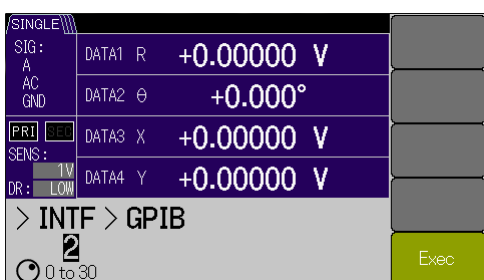 SINGLE
SIG:
A
AC
GND
PRI SEC
SENS:
1V
DR: LOW
DATA1 R +0.00000 V
DATA2 θ +0.000°
DATA3 X +0.00000 V
DATA4 Y +0.00000 V
> INTF > GPIB
2
0 to 30
Exec